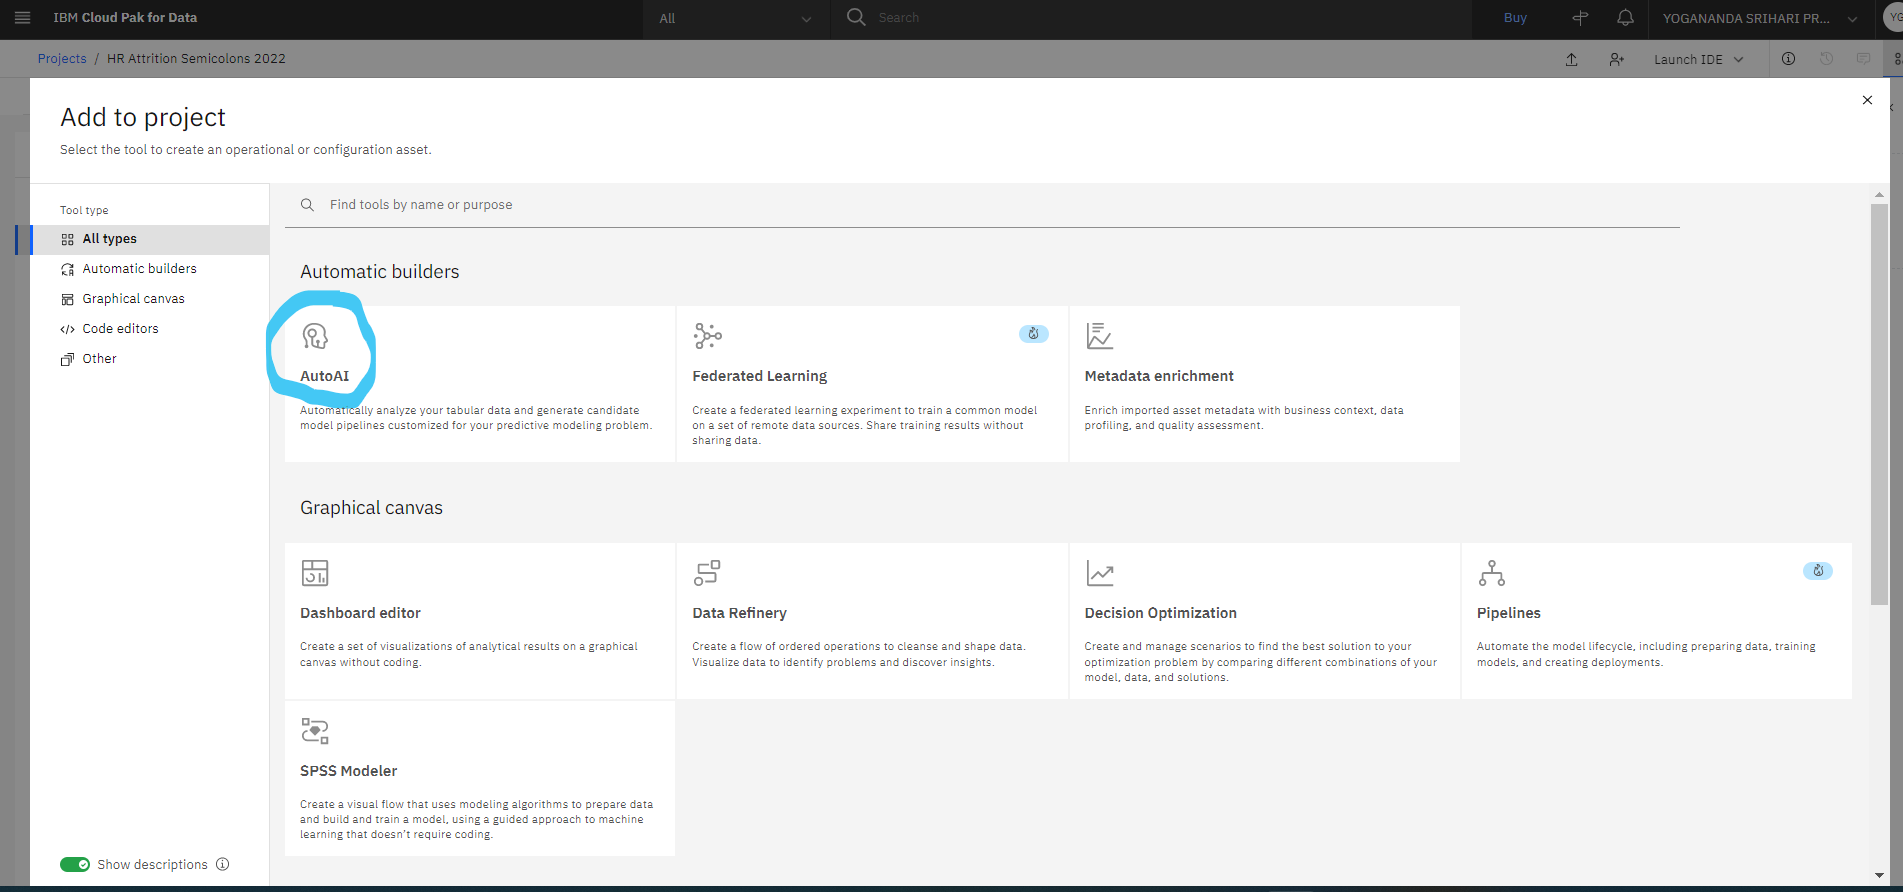 IBM Cloud Pak for Data
All
Search
Buy
YOGANANDA SRIHARI PR...
YG
Projects / HR Attrition Semicolons 2022
Launch IDE
Add to project
Select the tool to create an operational or configuration asset.
Tool type
All types
Automatic builders
Graphical canvas
Code editors
Other
Show descriptions
Find tools by name or purpose
Automatic builders
AutoAI
Automatically analyze your tabular data and generate candidate
model pipelines customized for your predictive modeling problem.
Federated Learning
Create a federated learning experiment to train a common model
on a set of remote data sources. Share training results without
sharing data.
Metadata enrichment
Enrich imported asset metadata with business context, data
profiling, and quality assessment.
Graphical canvas
Dashboard editor
Create a set of visualizations of analytical results on a graphical
canvas without coding.
Data Refinery
Create a flow of ordered operations to cleanse and shape data.
Visualize data to identify problems and discover insights.
Decision Optimization
Create and manage scenarios to find the best solution to your
optimization problem by comparing different combinations of your
model, data, and solutions.
Pipelines
Automate the model lifecycle, including preparing data, training
models, and creating deployments.
SPSS Modeler
Create a visual flow that uses modeling algorithms to prepare data
and build and train a model, using a guided approach to machine
learning that doesn't require coding.